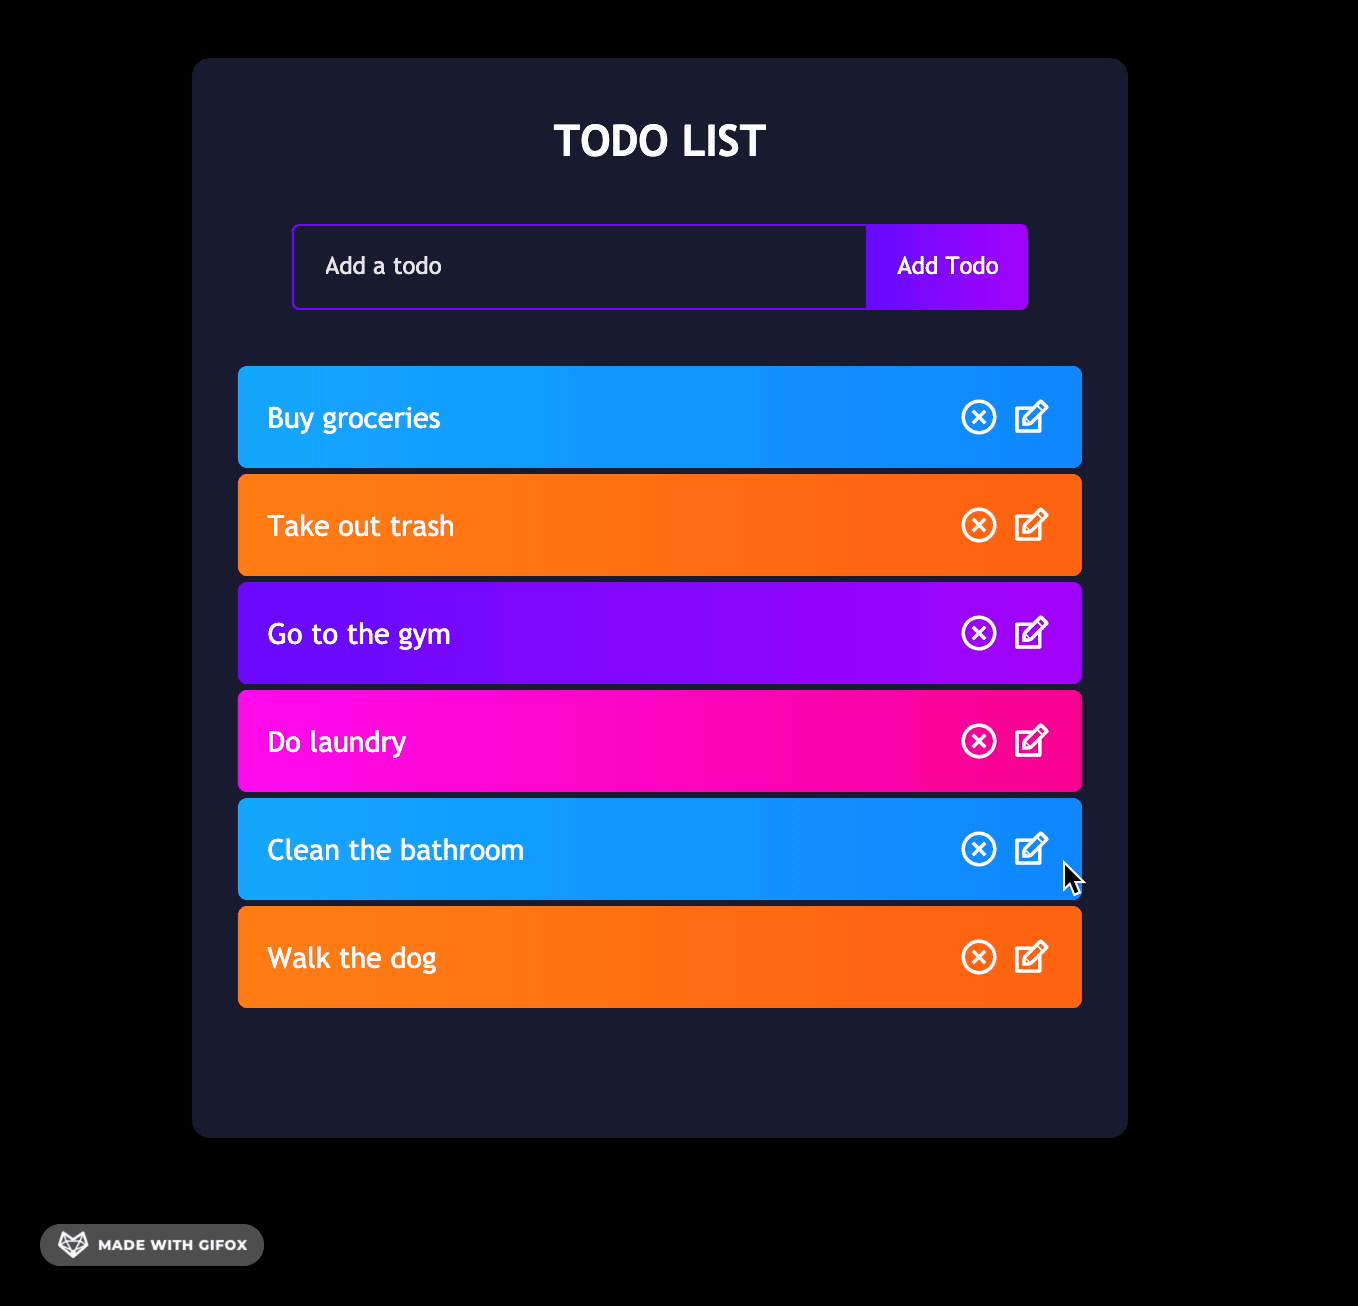 TODO LIST
Add a todo
Add Todo
Buy groceries
Take out trash
Go to the gym
Do laundry
Clean the bathroom
Walk the dog
MADE WITH GIFOX